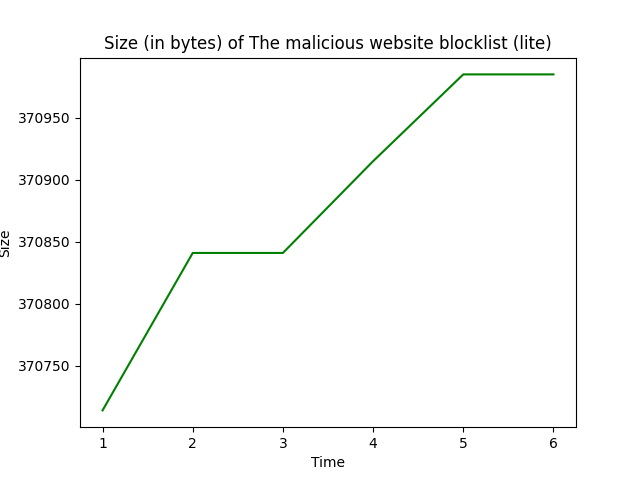 Size (in bytes) of The malicious website blocklist (lite)
370950
370900
370850
370800
370750
Size
1 2 3 4 5 6
Time